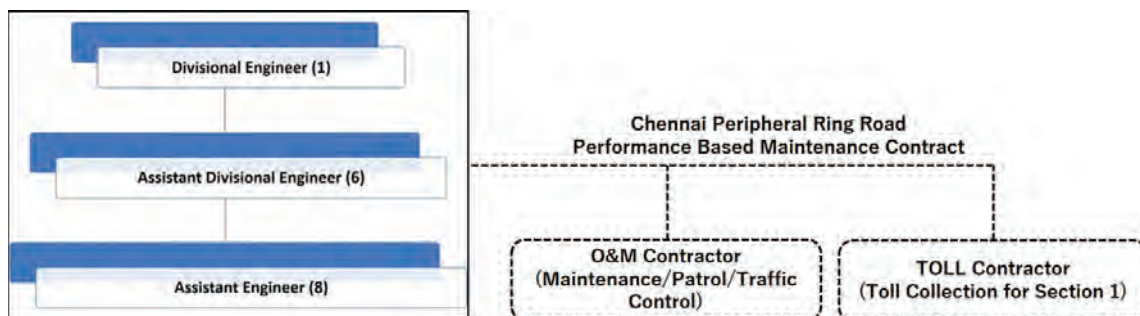 Divisional Engineer (1)
Assistant Divisional Engineer (6)
Assistant Engineer (8)
Chennai Peripheral Ring Road
Performance Based Maintenance Contract
O&M Contractor
(Maintenance/Patrol/Traffic
Control)
TOLL Contractor
(Toll Collection for Section 1)